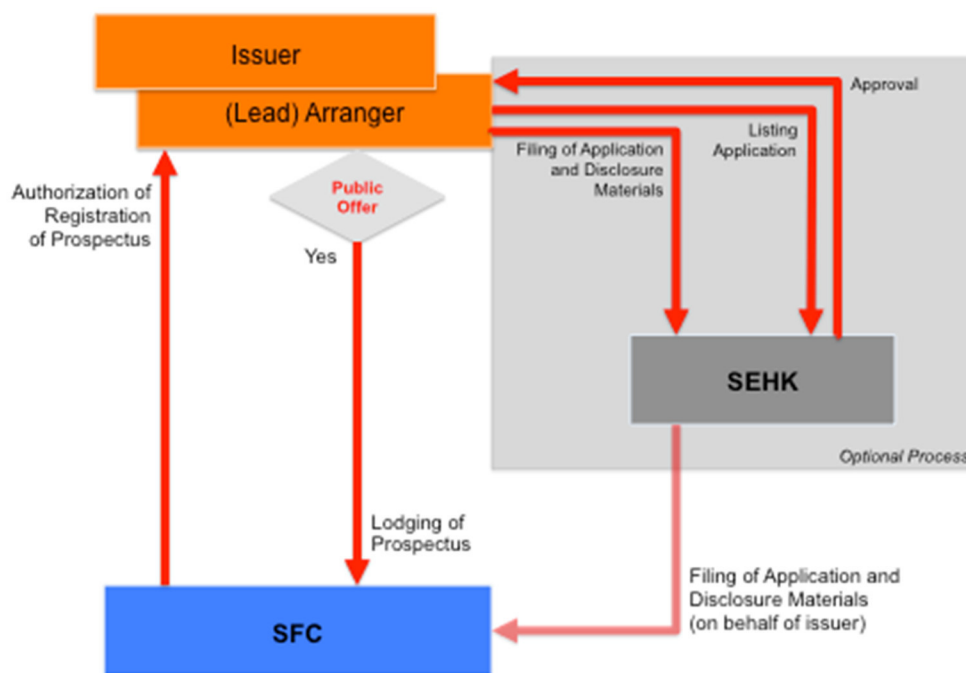 Issuer
(Lead) Arranger
Approval
Listing
Application
Filing of Application
and Disclosure
Materials
Public
Offer
Authorization of
Registration
of Prospectus
Yes
SEHK
Optional Process
Lodging of
Prospectus
Filing of Application and
Disclosure Materials
(on behalf of issuer)
SFC